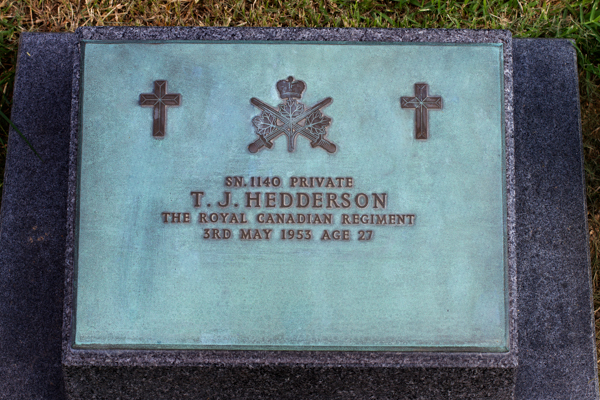 SN.1140 PRIVATE
T. J. HEDDERSON
THE ROYAL CANADIAN REGIMENT
3RD MAY 1953 AGE 27